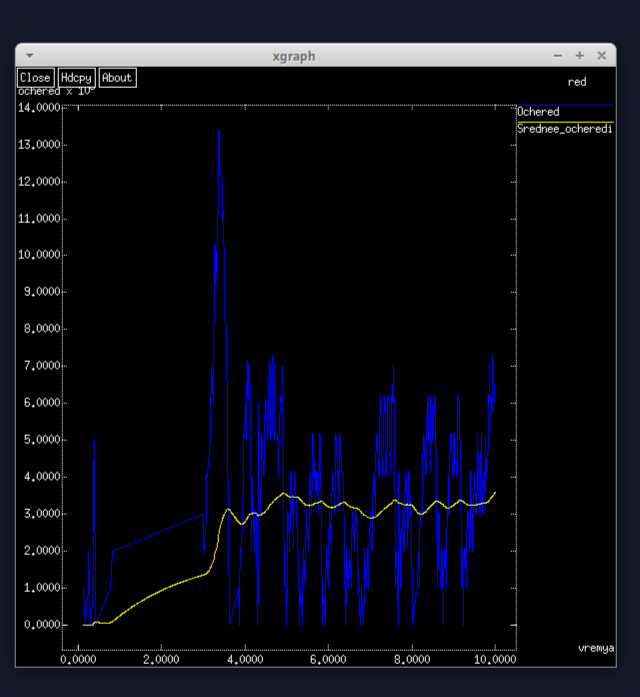 xgraph
Close Hdcpy About
red
ochered x 10
14.0000
Ochered
Srednee_ocheredi
13.0000
12.0000
11.0000
10.0000
9.0000
8.0000
7.0000
6.0000
5.0000
4.0000
3.0000
2.0000
1.0000
0.0000
vremya
0.0000 2.0000 4.0000 6.0000 8.0000 10.0000